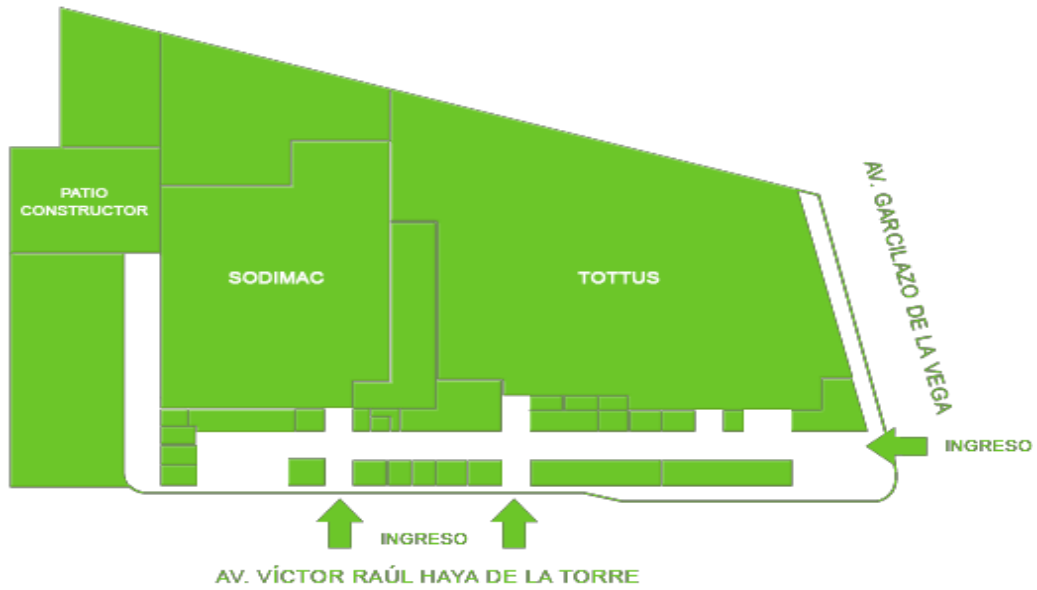 PATIO
CONSTRUCTOR
SODIMAC
TOTTUS
AV. GARCILAZO DE LA VEGA
INGRESO
INGRESO
AV. VÍCTOR RAÚL HAYA DE LA TORRE